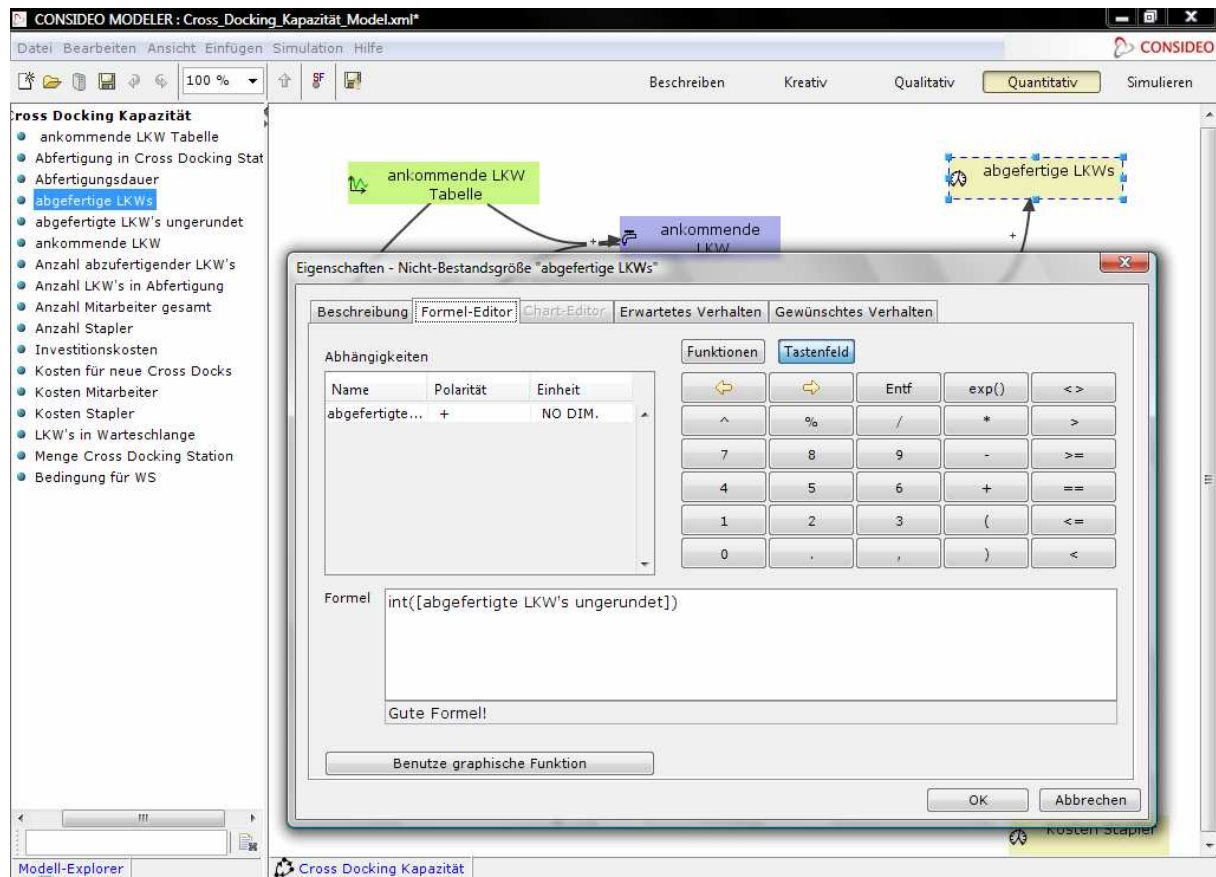 CONSIDEO MODELER : Cross_Docking_Kapazität_Model.xml*
Datei Bearbeiten Ansicht Einfügen Simulation Hilfe
CONSIDEO
100 %
SF
Beschreiben Kreativ Qualitativ Quantitativ Simulieren
Cross Docking Kapazität
ankommende LKW Tabelle
Abfertigung in Cross Docking Stat
Abfertigungsdauer
abgefertige LKWs
abgefertigte LKW's ungerundet
ankommende LKW
Anzahl abzufertigender LKW's
Anzahl LKW's in Abfertigung
Anzahl Mitarbeiter gesamt
Anzahl Stapler
Investitionskosten
Kosten für neue Cross Docks
Kosten Mitarbeiter
Kosten Stapler
LKW's in Warteschlange
Menge Cross Docking Station
Bedingung für WS
Modell-Explorer
ankommende LKW
Tabelle
abgefertige LKWs
+
ankommende
LKW
+
Eigenschaften - Nicht-Bestandsgröße "abgefertige LKWs"
Beschreibung Formel-Editor Chart-Editor Erwartetes Verhalten Gewünschtes Verhalten
Abhängigkeiten
Funktionen Tastenfeld
Name Polarität Einheit
abgefertigte... + NO DIM.
Entf exp() <>
^ % / * >
7 8 9 - >=
4 5 6 + ==
1 2 3 ( <=
0 . , ) <
Formel
int([abgefertigte LKW's ungerundet])
Gute Formel!
Benutze graphische Funktion
OK Abbrechen
Kosten Stapler
Cross Docking Kapazität